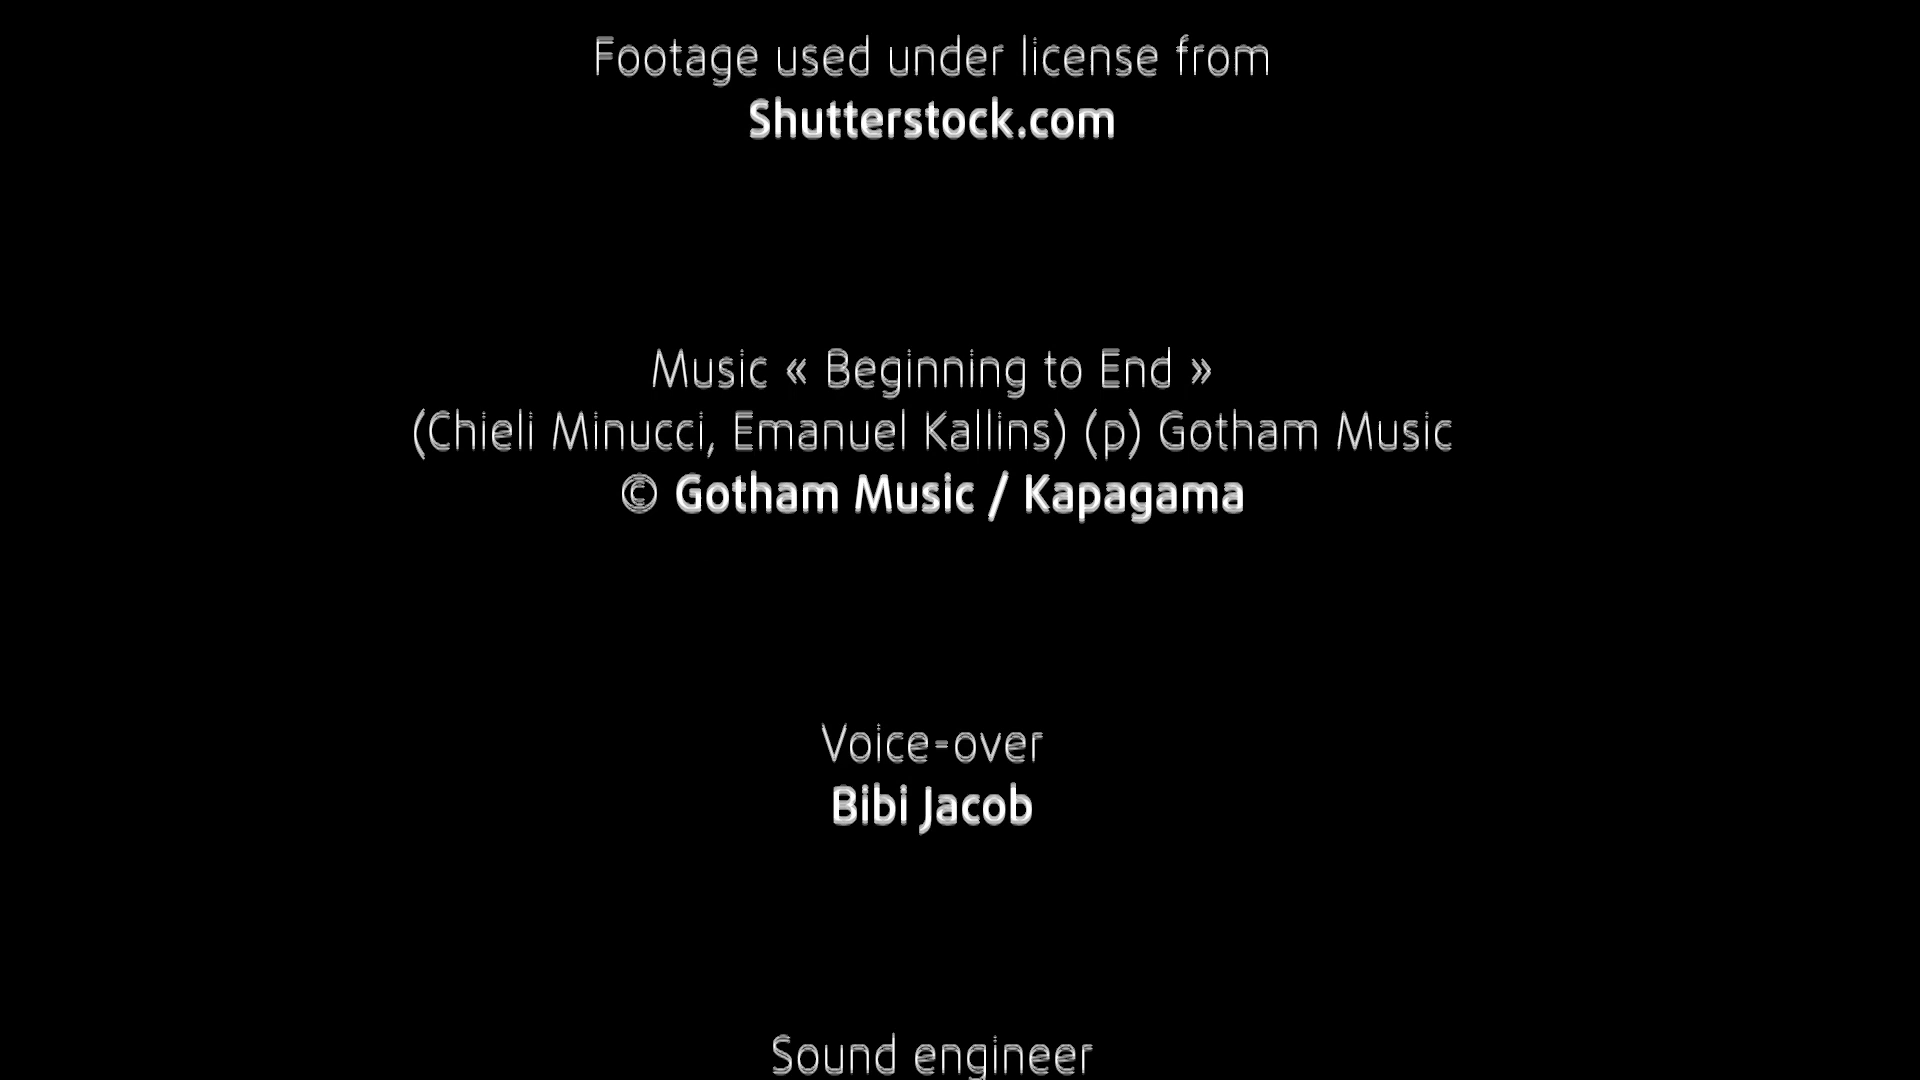 Footage used under license from
Shutterstock.com
Music « Beginning to End »
(Chieli Minucci, Emanuel Kallins) (p) Gotham Music
© Gotham Music / Kapagama
Voice-over
Bibi Jacob
Sound engineer